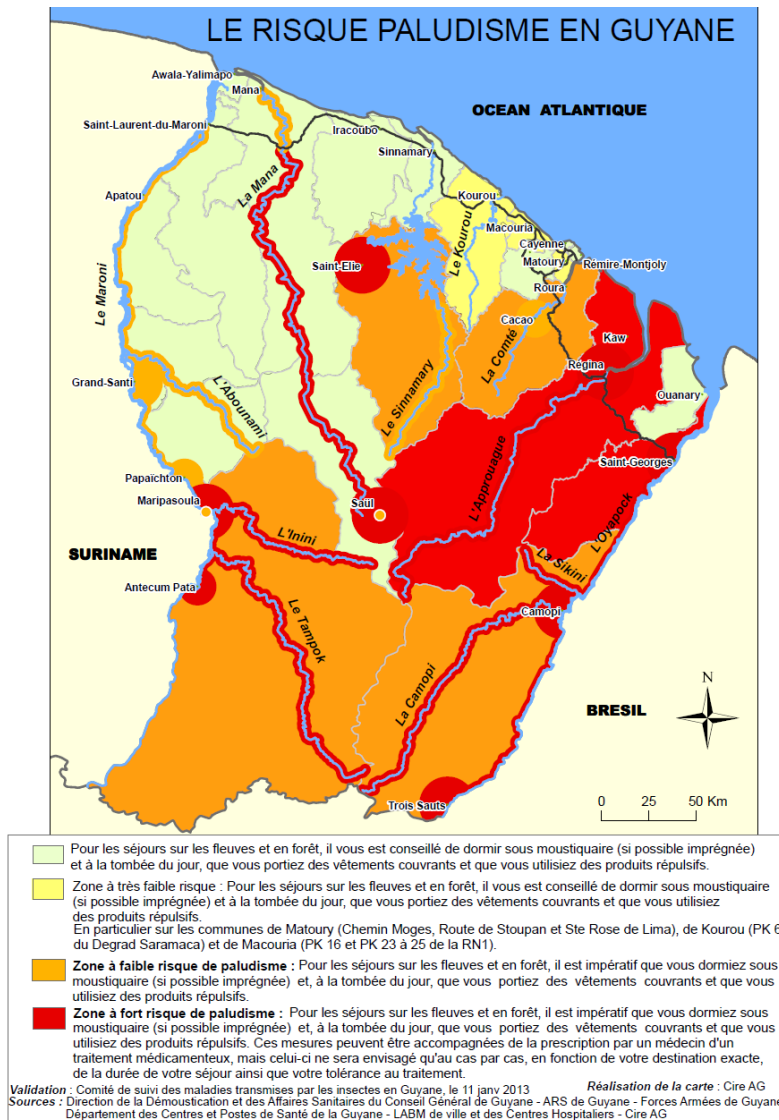 LE RISQUE PALUDISME EN GUYANE
Awala-Yalimapo
Mana
OCEAN ATLANTIQUE
Saint-Laurent-du-Maroni
Iracoubo
Sinnamary
La Mana
Apatou
Kourou
Macouria
Le Kourou
Cayenne
Matoury
Rémire-Montjoly
Saint-Elie
Roura
Le Maroni
Cacao
Kaw
La Comté
Régina
Grand-Santi
L'Abounami
Le Sinnamary
Ouanary
Saint-Georges
Papaïchton
Maripasoula
Saül
L'Approuague
L'Oyapock
L'Inini
SURINAME
La Sikini
Antecum Pata
Camopi
Le Tampok
La Camopi
N
BRESIL
Trois Sauts
0 25 50 Km
Pour les séjours sur les fleuves et en forêt, il vous est conseillé de dormir sous moustiquaire (si possible imprégnée)
et à la tombée du jour, que vous portiez des vêtements couvrants et que vous utilisiez des produits répulsifs.
Zone à très faible risque : Pour les séjours sur les fleuves et en forêt, il vous est conseillé de dormir sous moustiquaire
(si possible imprégnée) et à la tombée du jour, que vous portiez des vêtements couvrants et que vous utilisiez
des produits répulsifs.
En particulier sur les communes de Matoury (Chemin Moges, Route de Stoupan et Ste Rose de Lima), de Kourou (PK 6
du Degrad Saramaca) et de Macouria (PK 16 et PK 23 à 25 de la RN1).
Zone à faible risque de paludisme : Pour les séjours sur les fleuves et en forêt, il est impératif que vous dormiez sous
moustiquaire (si possible imprégnée) et, à la tombée du jour, que vous portiez des vêtements couvrants et que vous
utilisiez des produits répulsifs.
Zone à fort risque de paludisme : Pour les séjours sur les fleuves et en forêt, il est impératif que vous dormiez sous
moustiquaire (si possible imprégnée) et, à la tombée du jour, que vous portiez des vêtements couvrants et que vous
utilisiez des produits répulsifs. Ces mesures peuvent être accompagnées de la prescription par un médecin d'un
traitement médicamenteux, mais celui-ci ne sera envisagé qu'au cas par cas, en fonction de votre destination exacte,
de la durée de votre séjour ainsi que votre tolérance au traitement.
Validation : Comité de suivi des maladies transmises par les insectes en Guyane, le 11 janv 2013 Réalisation de la carte : Cire AG
Sources : Direction de la Démoustication et des Affaires Sanitaires du Conseil Général de Guyane - ARS de Guyane - Forces Armées de Guyane
Département des Centres et Postes de Santé de la Guyane - LABM de ville et des Centres Hospitaliers - Cire AG